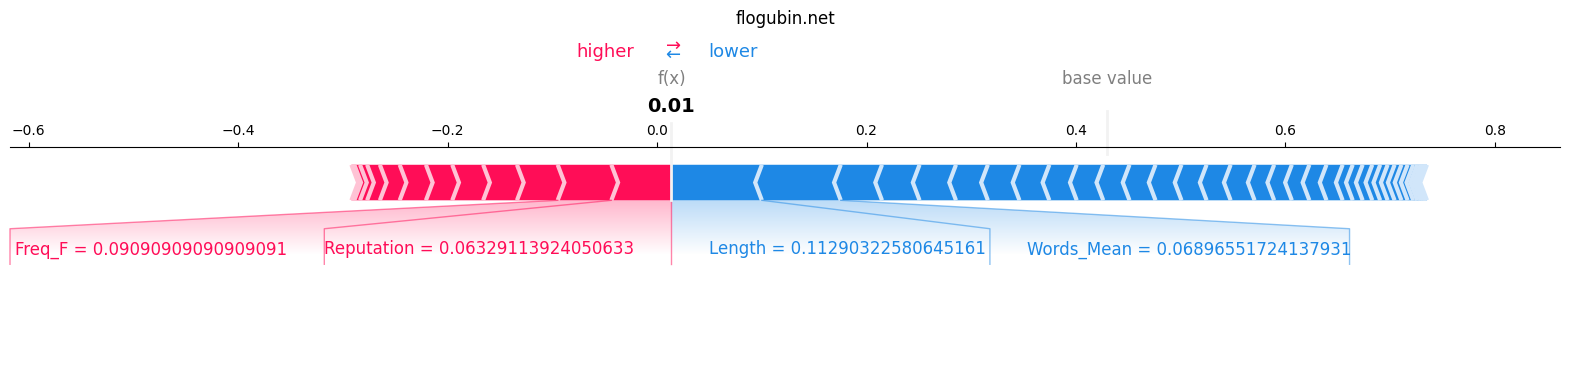 flogubin.net
higher ⇄ lower
f(x) base value
0.01
−0.6 −0.4 −0.2 0.0 0.2 0.4 0.6 0.8
Freq_F = 0.09090909090909091 Reputation = 0.06329113924050633 Length = 0.11290322580645161 Words_Mean = 0.06896551724137931